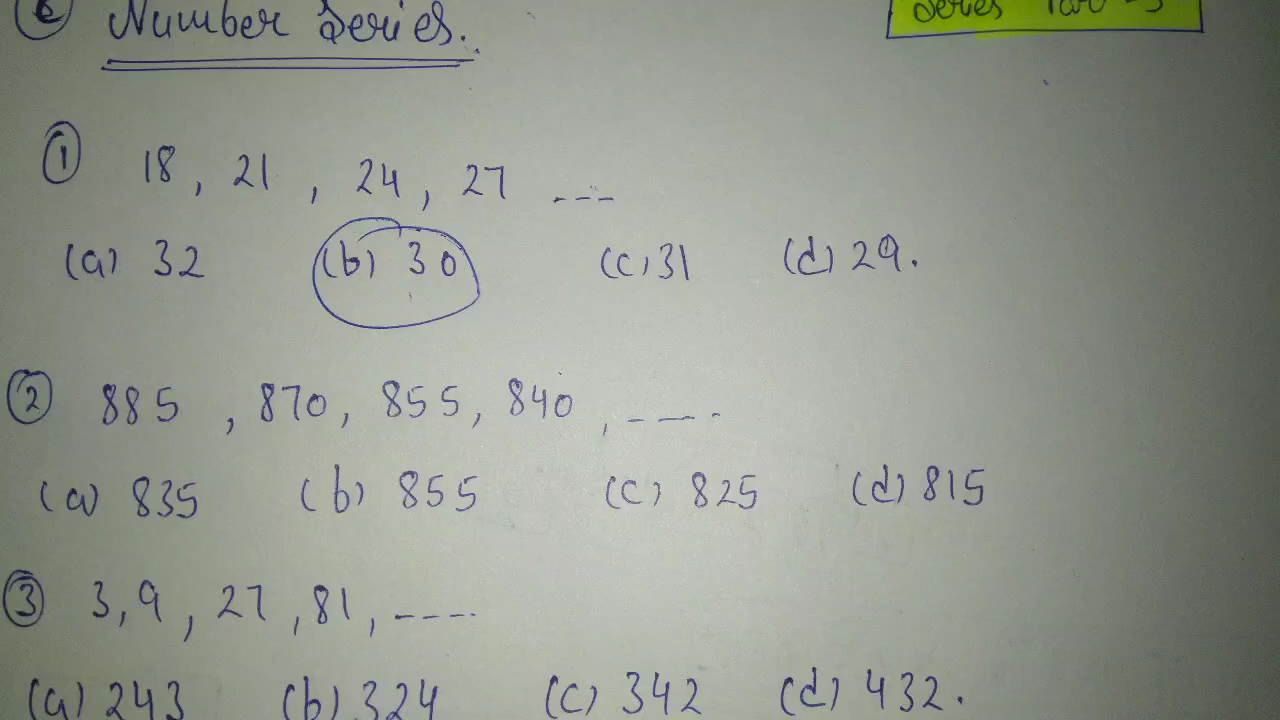 Number Series.
Series
① 18, 21, 24, 27 ---
(a) 32 (b) 30 (c) 31 (d) 29.
② 885, 870, 855, 840, ----
(a) 835 (b) 855 (c) 825 (d) 815
③ 3, 9, 27, 81, ----
(a) 243 (b) 324 (c) 342 (d) 432.